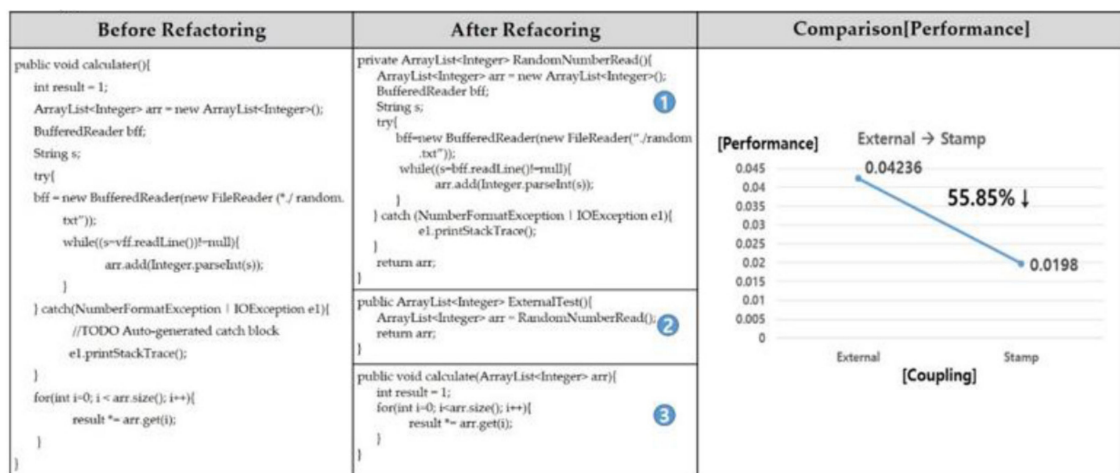 Before Refactoring
After Refacoring
Comparison[Performance]
public void calculater(){
int result = 1;
ArrayList<Integer> arr = new ArrayList<Integer>();
BufferedReader bff;
String s;
try{
bff = new BufferedReader(new FileReader ("./ random.
txt"));
while((s=vff.readLine())!=null){
arr.add(Integer.parseInt(s));
}
} catch(NumberFormatException | IOException e1){
//TODO Auto-generated catch block
e1.printStackTrace();
}
for(int i=0; i < arr.size(); i++){
result *= arr.get(i);
}
}
private ArrayList<Integer> RandomNumberRead(){
ArrayList<Integer> arr = new ArrayList<Integer>();
BufferedReader bff;
String s;
try{
bff=new BufferedReader(new FileReader("./random
.txt"));
while((s=bff.readLine()!=null){
arr.add(Integer.parseInt(s));
}
} catch (NumberFormatException | IOException e1){
e1.printStackTrace();
}
return arr;
}
1
public ArrayList<Integer> ExternalTest(){
ArrayList<Integer> arr = RandomNumberRead();
return arr;
}
2
public void calculate(ArrayList<Integer> arr){
int result = 1;
for(int i=0; i<arr.size(); i++){
result *= arr.get(i);
}
}
3
[Performance]
External → Stamp
0.045
0.04
0.035
0.03
0.025
0.02
0.015
0.01
0.005
0
0.04236
55.85% ↓
0.0198
External
Stamp
[Coupling]